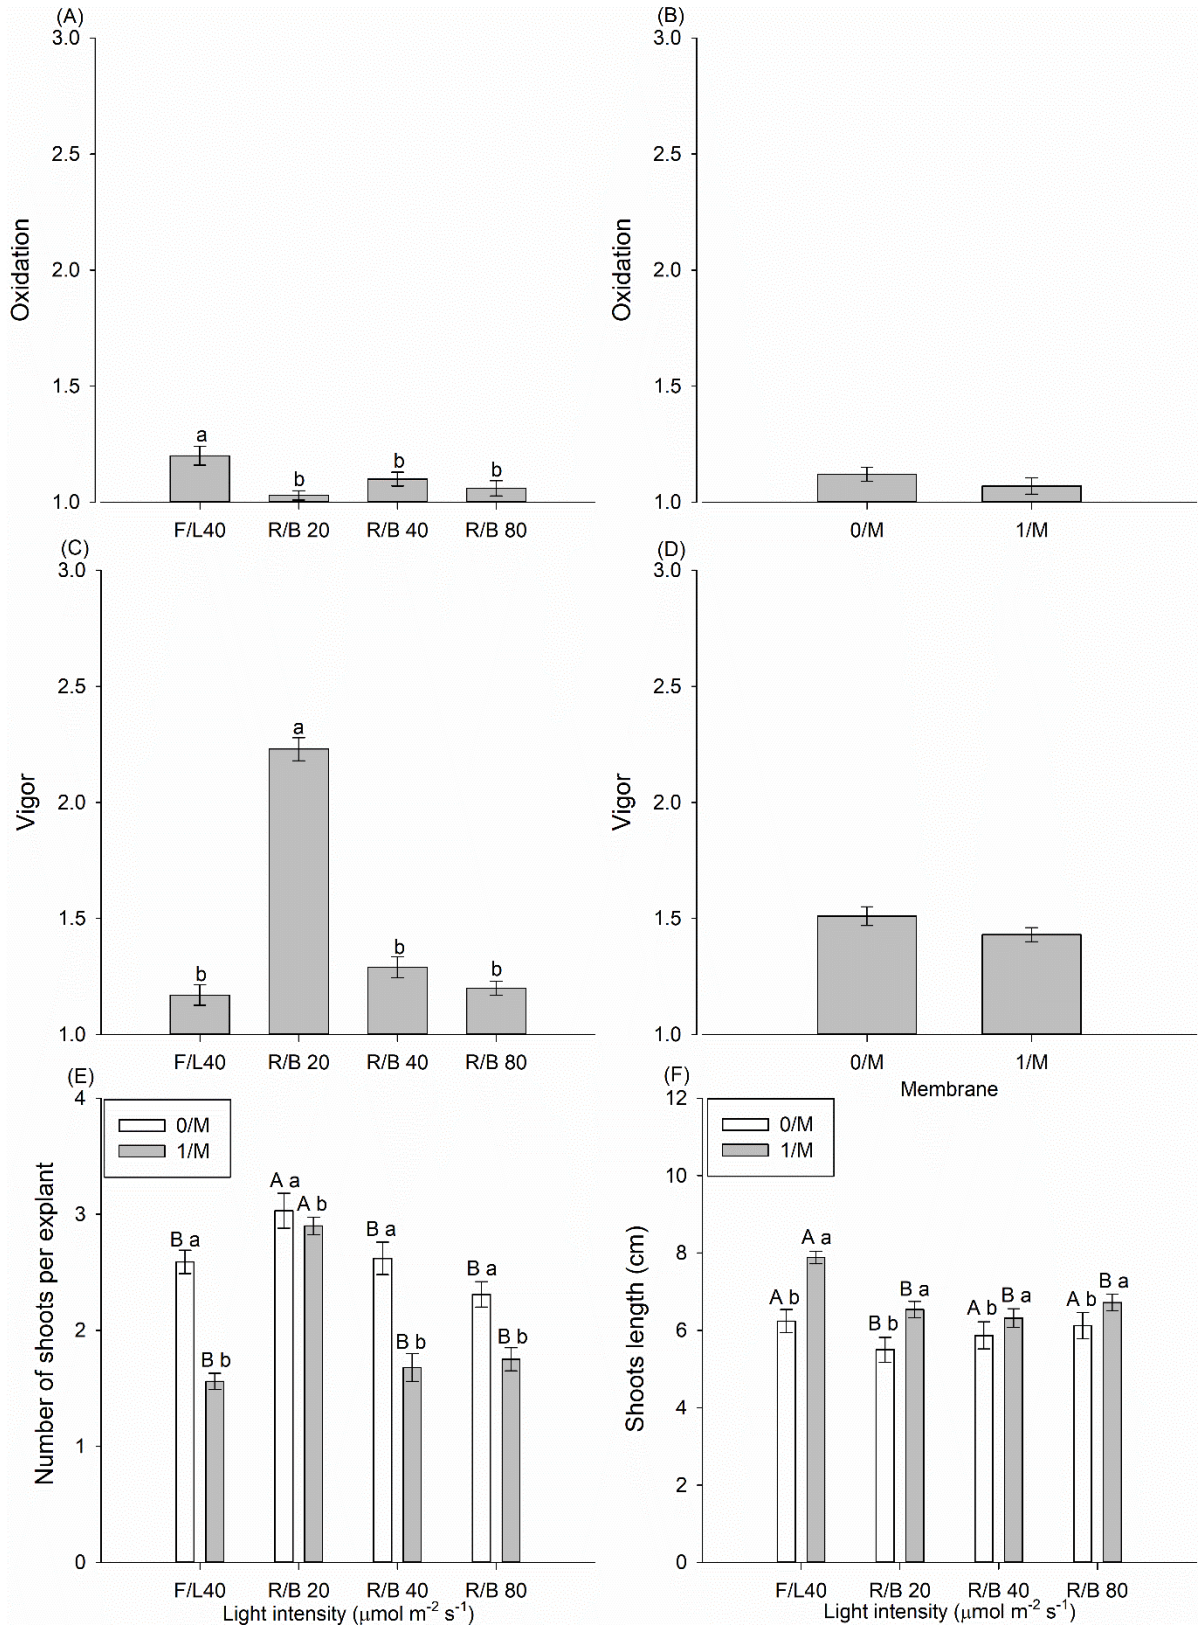 (A)
3.0
2.5
2.0
1.5
1.0
Oxidation
a
b
b
b
F/L40 R/B 20 R/B 40 R/B 80
(B)
3.0
2.5
2.0
1.5
1.0
Oxidation
0/M 1/M
(C)
3.0
2.5
2.0
1.5
1.0
Vigor
b
a
b
b
F/L40 R/B 20 R/B 40 R/B 80
(D)
3.0
2.5
2.0
1.5
1.0
Vigor
0/M 1/M
Membrane
(E)
4
3
2
1
0
Number of shoots per explant
0/M
1/M
B a
B b
A a
A b
B a
B b
B a
B b
F/L40 R/B 20 R/B 40 R/B 80
Light intensity (μmol m⁻² s⁻¹)
(F)
12
10
8
6
4
2
0
Shoots length (cm)
0/M
1/M
A b
A a
B b
B a
A b
B a
A b
B a
F/L40 R/B 20 R/B 40 R/B 80
Light intensity (μmol m⁻² s⁻¹)